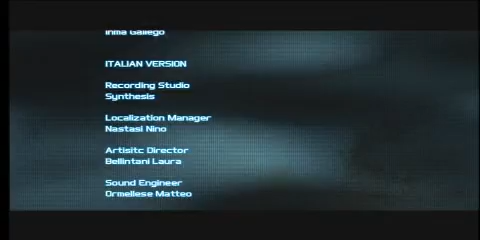 Inma Gallego
ITALIAN VERSION
Recording Studio
Synthesis
Localization Manager
Nastasi Nino
Artisitc Director
Bellintani Laura
Sound Engineer
Ormellese Matteo